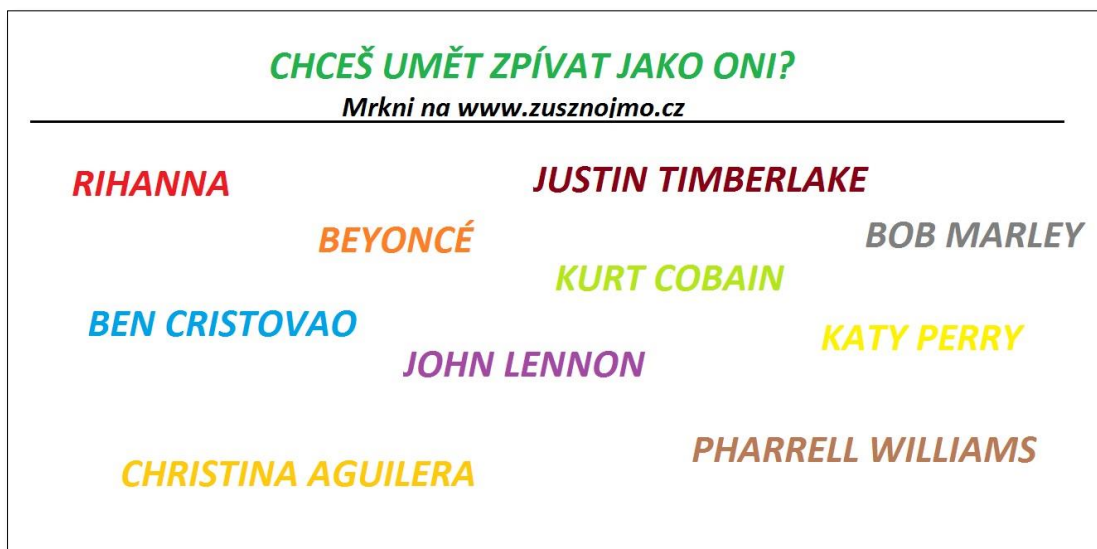 CHCEŠ UMĚT ZPÍVAT JAKO ONI?
Mrkni na www.zusznojmo.cz
RIHANNA
JUSTIN TIMBERLAKE
BEYONCÉ
BOB MARLEY
KURT COBAIN
BEN CRISTOVAO
KATY PERRY
JOHN LENNON
CHRISTINA AGUILERA
PHARRELL WILLIAMS